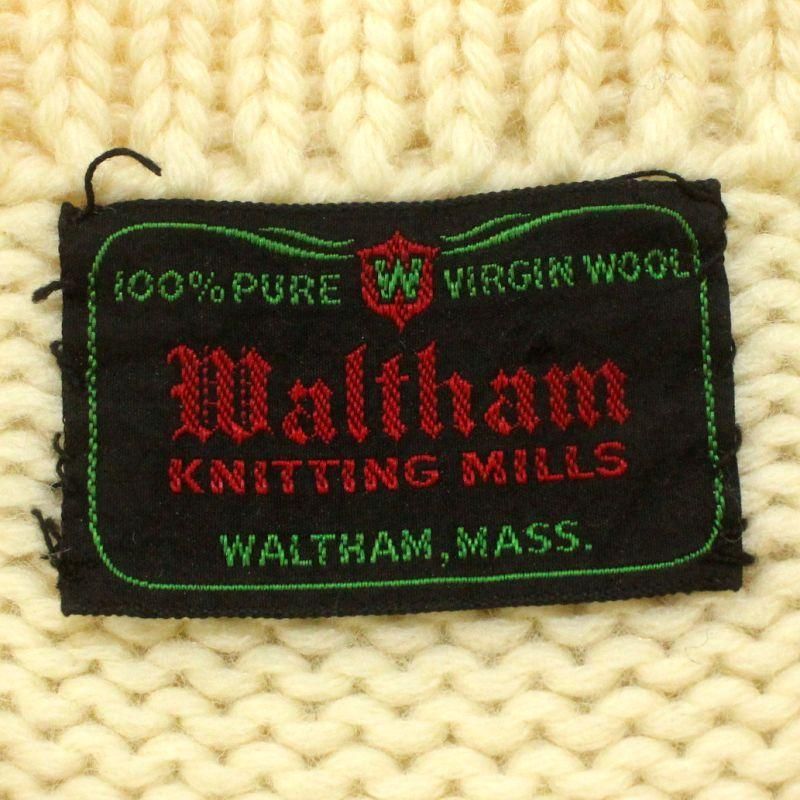 100% PURE W VIRGIN WOOL
Waltham
KNITTING MILLS
WALTHAM, MASS.